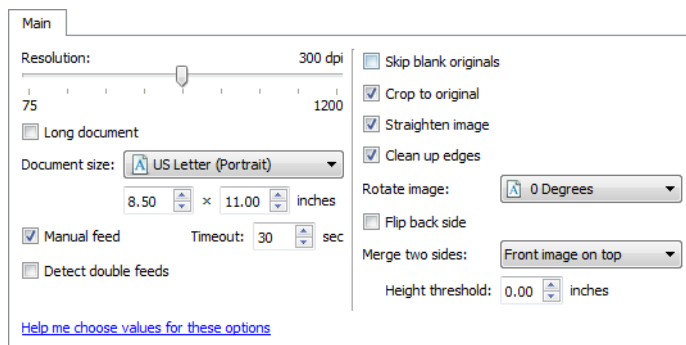 Main
Resolution: 300 dpi
75 1200
Long document
Document size: A US Letter (Portrait)
8.50 × 11.00 inches
Manual feed Timeout: 30 sec
Detect double feeds
Help me choose values for these options
Skip blank originals
Crop to original
Straighten image
Clean up edges
Rotate image: A 0 Degrees
Flip back side
Merge two sides: Front image on top
Height threshold: 0.00 inches